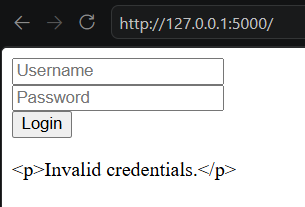 http://127.0.0.1:5000/
Username
Password
Login
<p>Invalid credentials.</p>